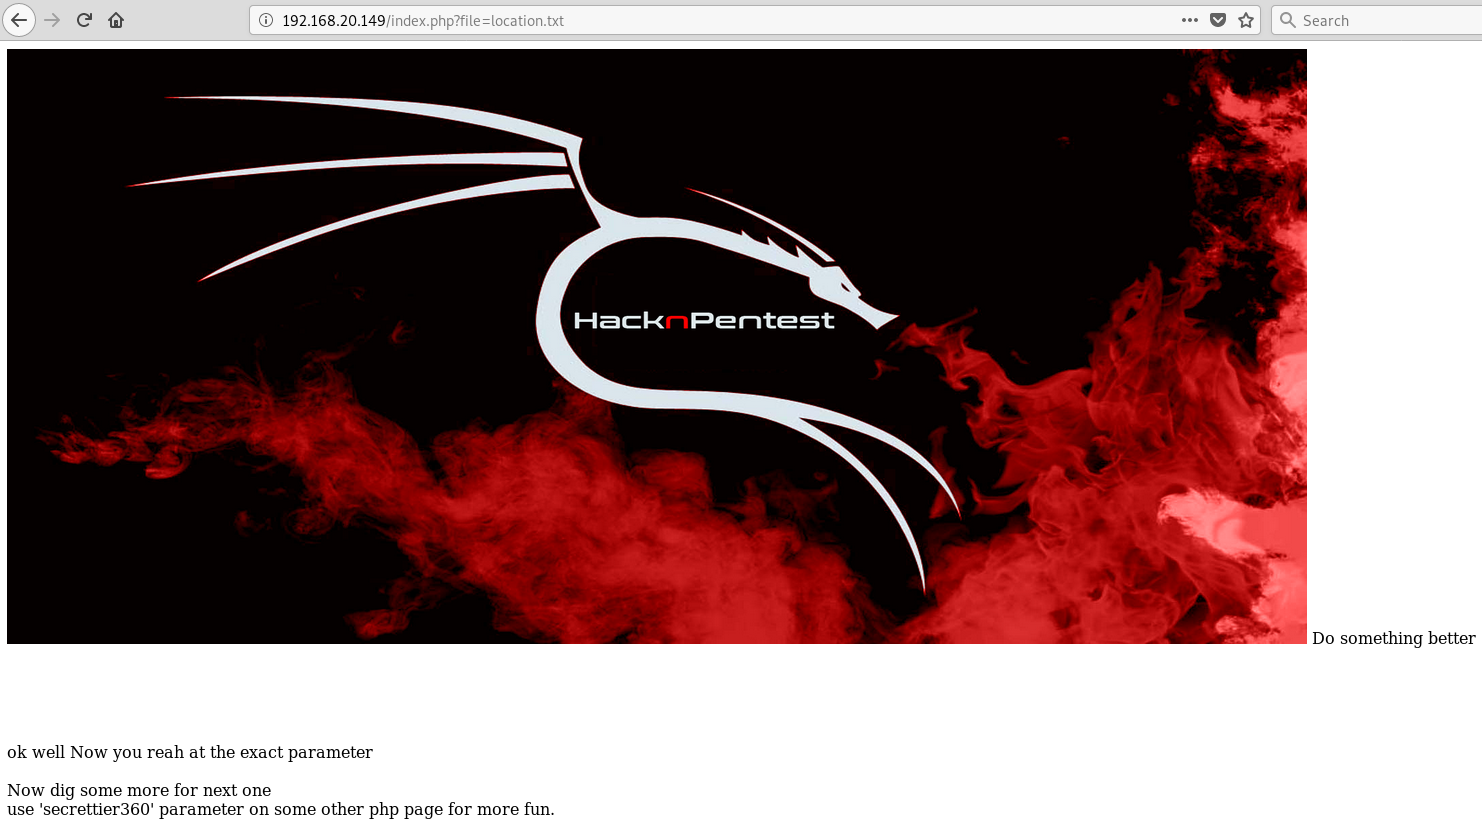 192.168.20.149/index.php?file=location.txt
Search
HacknPentest
Do something better
ok well Now you reah at the exact parameter
Now dig some more for next one
use 'secrettier360' parameter on some other php page for more fun.